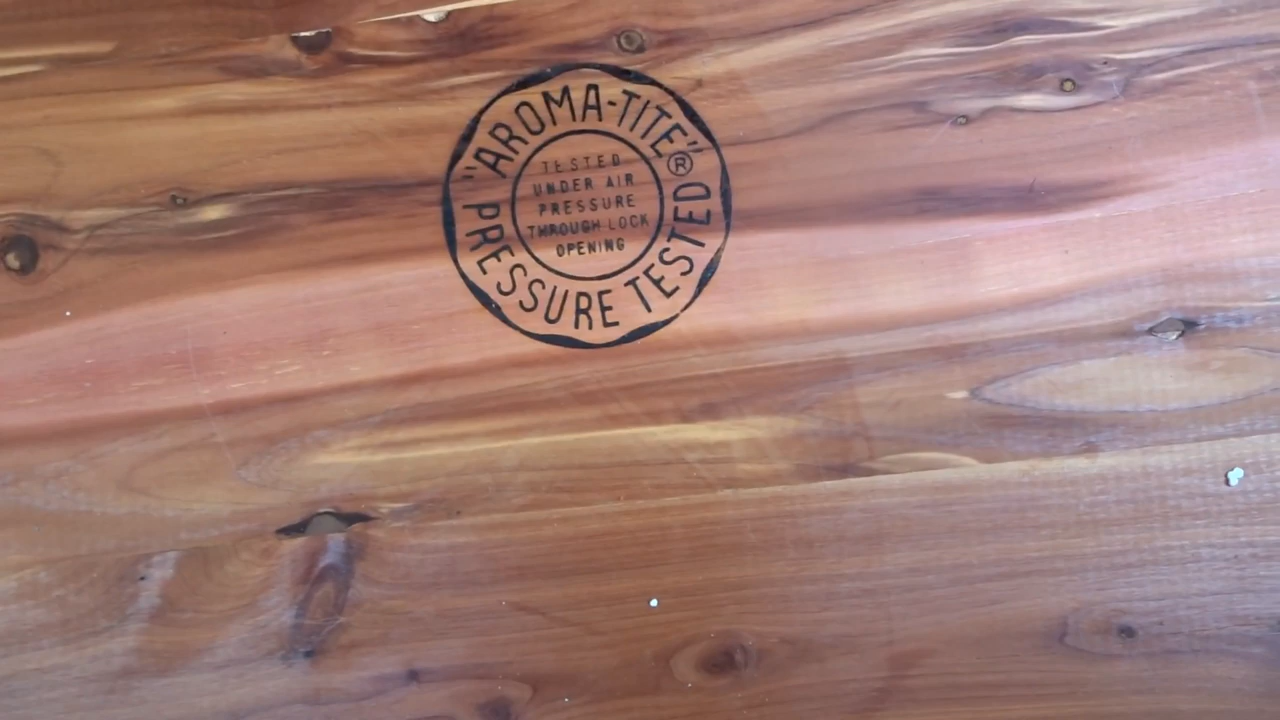 "AROMA-TITE"®
TESTED
UNDER AIR
PRESSURE
THROUGH LOCK
OPENING
PRESSURE TESTED